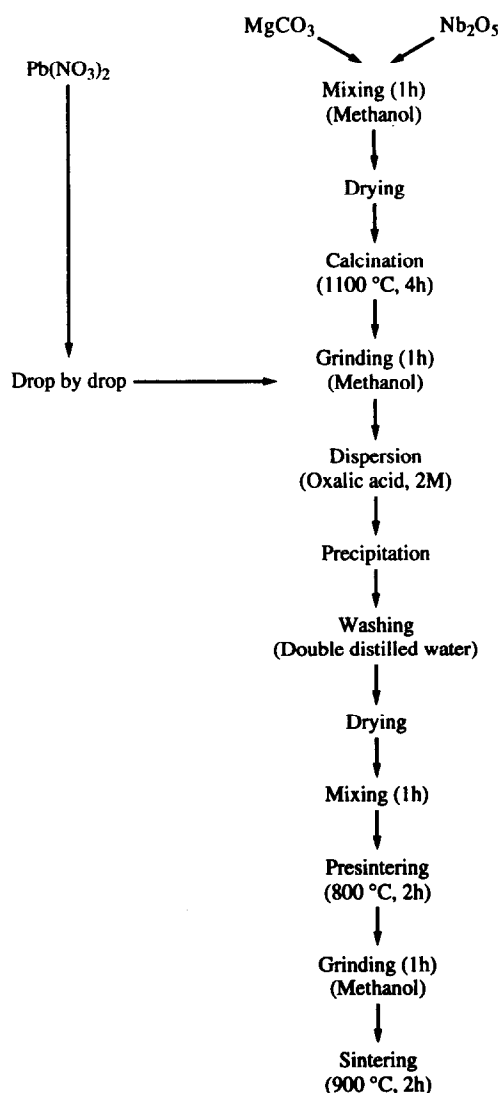 MgCO3
Nb2O5
Pb(NO3)2
Mixing (1h)
(Methanol)
Drying
Calcination
(1100 °C, 4h)
Drop by drop
Grinding (1h)
(Methanol)
Dispersion
(Oxalic acid, 2M)
Precipitation
Washing
(Double distilled water)
Drying
Mixing (1h)
Presintering
(800 °C, 2h)
Grinding (1h)
(Methanol)
Sintering
(900 °C, 2h)